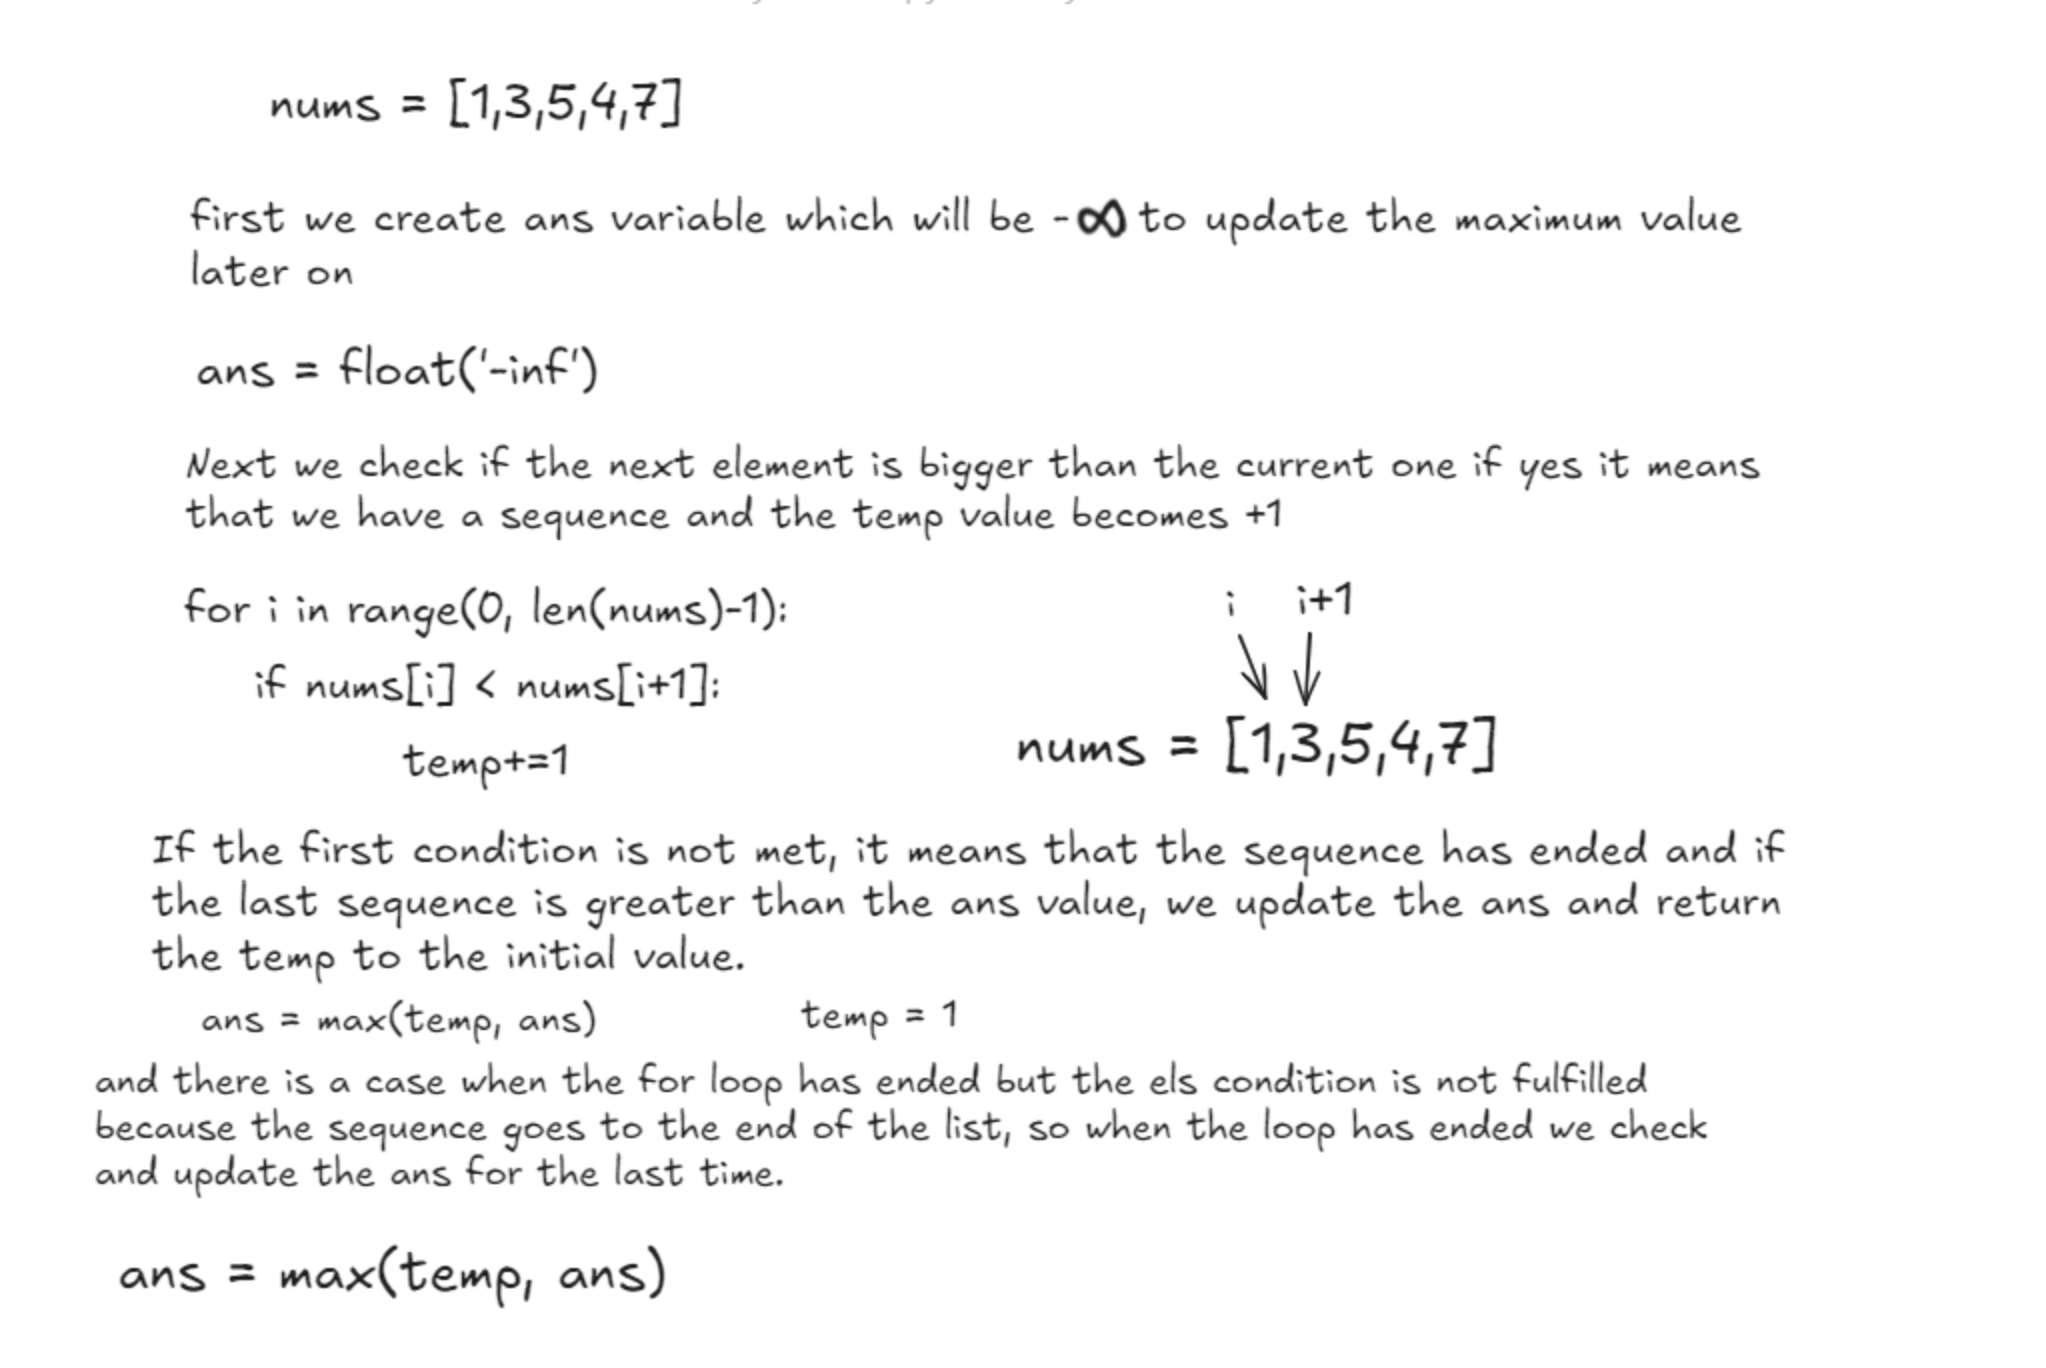 nums = [1,3,5,4,7]
first we create ans variable which will be -∞ to update the maximum value
later on
ans = float('-inf')
Next we check if the next element is bigger than the current one if yes it means
that we have a sequence and the temp value becomes +1
for i in range(0, len(nums)-1):
i i+1
if nums[i] < nums[i+1]:
temp+=1
nums = [1,3,5,4,7]
If the first condition is not met, it means that the sequence has ended and if
the last sequence is greater than the ans value, we update the ans and return
the temp to the initial value.
ans = max(temp, ans) temp = 1
and there is a case when the for loop has ended but the els condition is not fulfilled
because the sequence goes to the end of the list, so when the loop has ended we check
and update the ans for the last time.
ans = max(temp, ans)